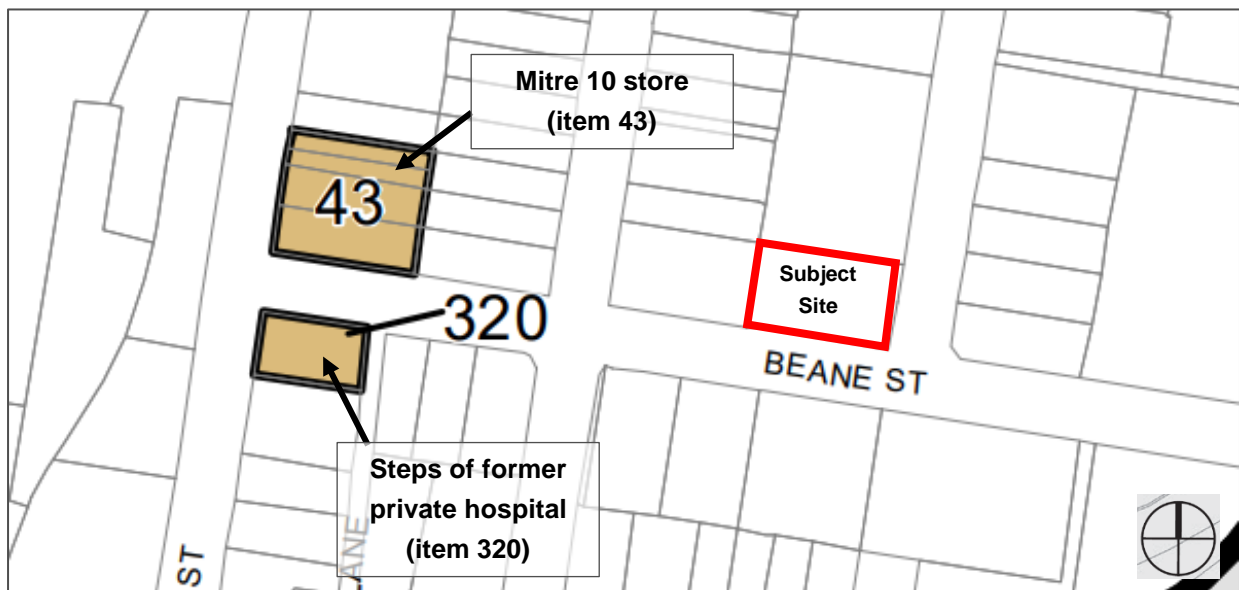 Mitre 10 store
(item 43)
43
320
Subject
Site
BEANE ST
Steps of former
private hospital
(item 320)
LANE
ST